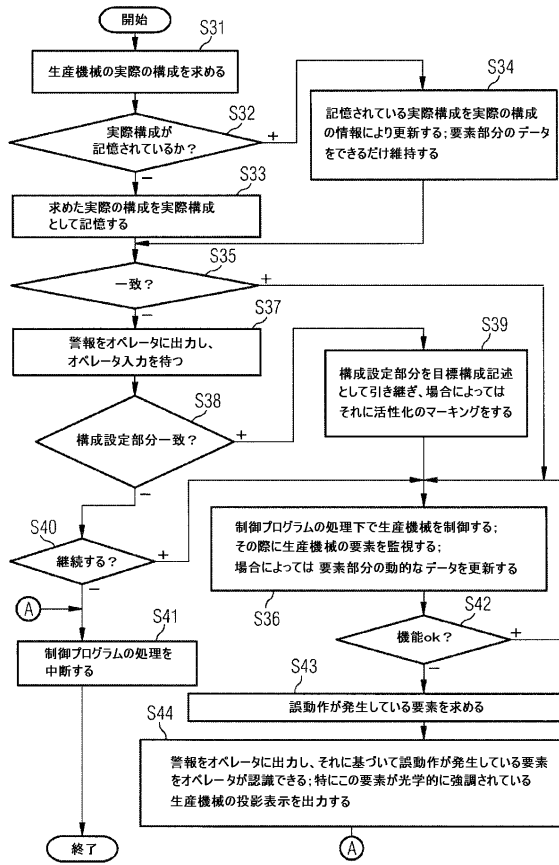 開始
S31
生産機械の実際の構成を求める
S32
実際構成が
記憶されているか？
+
−
S34
記憶されている実際構成を実際の構成
の情報により更新する；要素部分のデータ
をできるだけ維持する
S33
求めた実際の構成を実際構成
として記憶する
S35
一致？
+
−
S37
警報をオペレータに出力し、
オペレータ入力を待つ
S39
構成設定部分を目標構成記述
として引き継ぎ、場合によっては
それに活性化のマーキングをする
S38
構成設定部分一致？
+
−
S40
継続する？
+
−
制御プログラムの処理下で生産機械を制御する；
その際に生産機械の要素を監視する；
場合によっては要素部分の動的なデータを更新する
S36
A
S41
制御プログラムの処理を
中断する
S42
機能ok？
+
−
S43
誤動作が発生している要素を求める
S44
警報をオペレータに出力し、それに基づいて誤動作が発生している要素
をオペレータが認識できる；特にこの要素が光学的に強調されている
生産機械の投影表示を出力する
A
終了